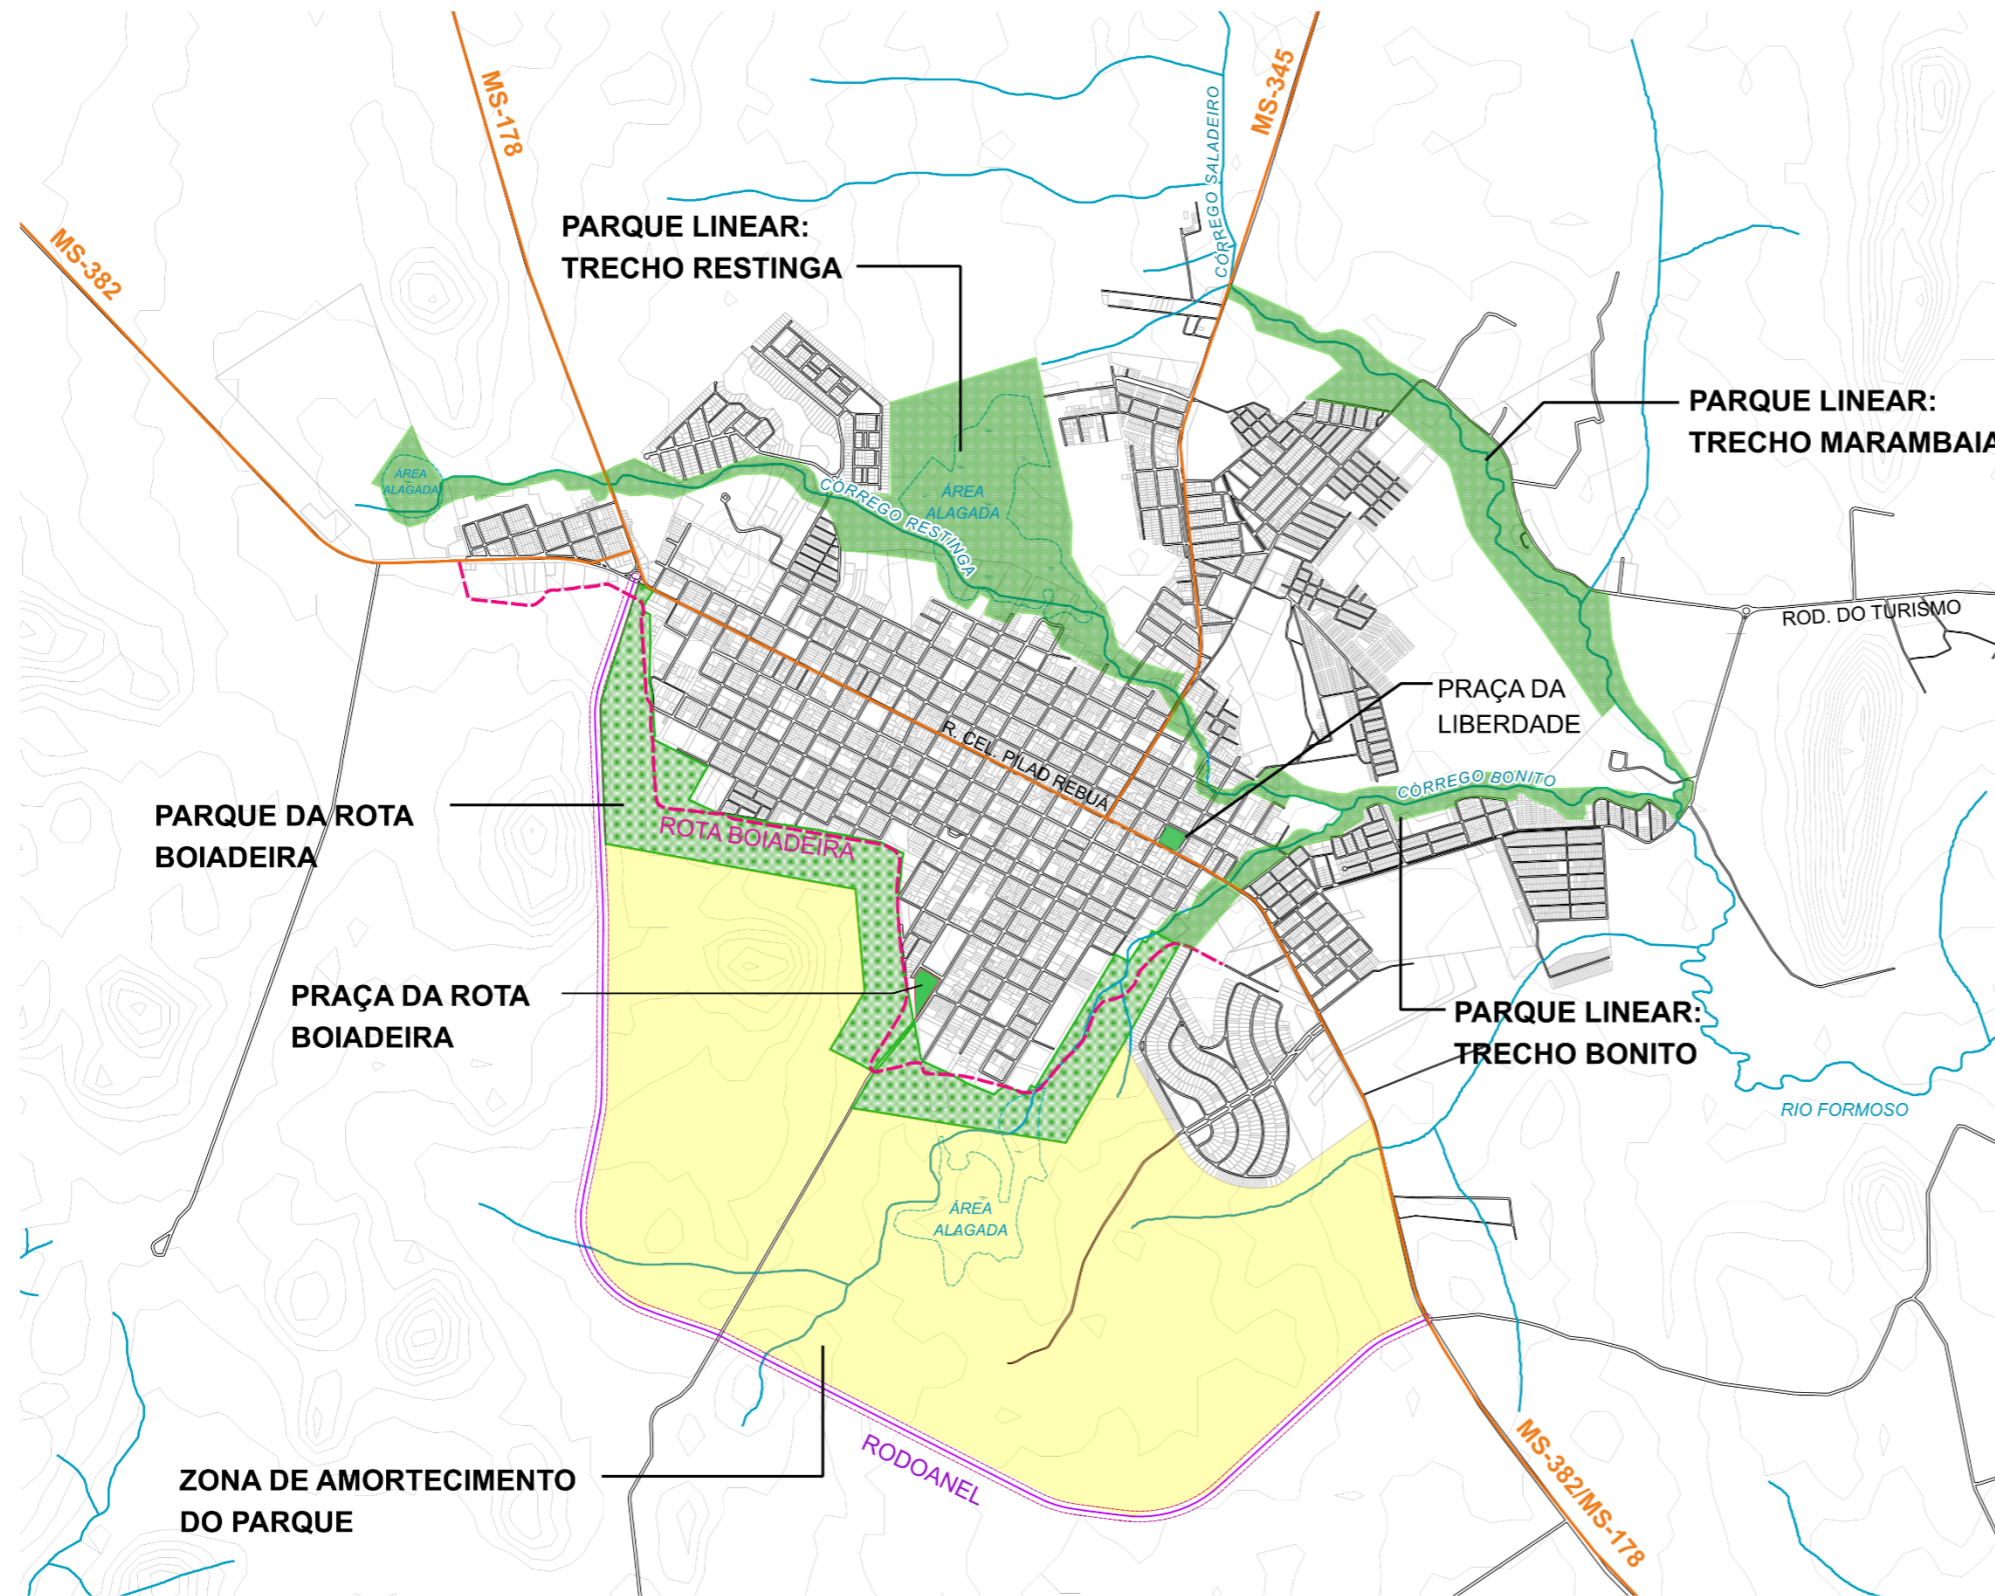 MS-178
MS-345
CÓRREGO SALADEIRO
MS-382
PARQUE LINEAR:
TRECHO RESTINGA
PARQUE LINEAR:
TRECHO MARAMBAIA
ÁREA
ALAGADA
ÁREA
ALAGADA
CÓRREGO RESTINGA
ROD. DO TURISMO
PRAÇA DA
LIBERDADE
R. CEL. PILAD REBUÁ
CÓRREGO BONITO
PARQUE DA ROTA
BOIADEIRA
ROTA BOIADEIRA
PRAÇA DA ROTA
BOIADEIRA
PARQUE LINEAR:
TRECHO BONITO
RIO FORMOSO
ÁREA
ALAGADA
RODOANEL
MS-382/MS-178
ZONA DE AMORTECIMENTO
DO PARQUE